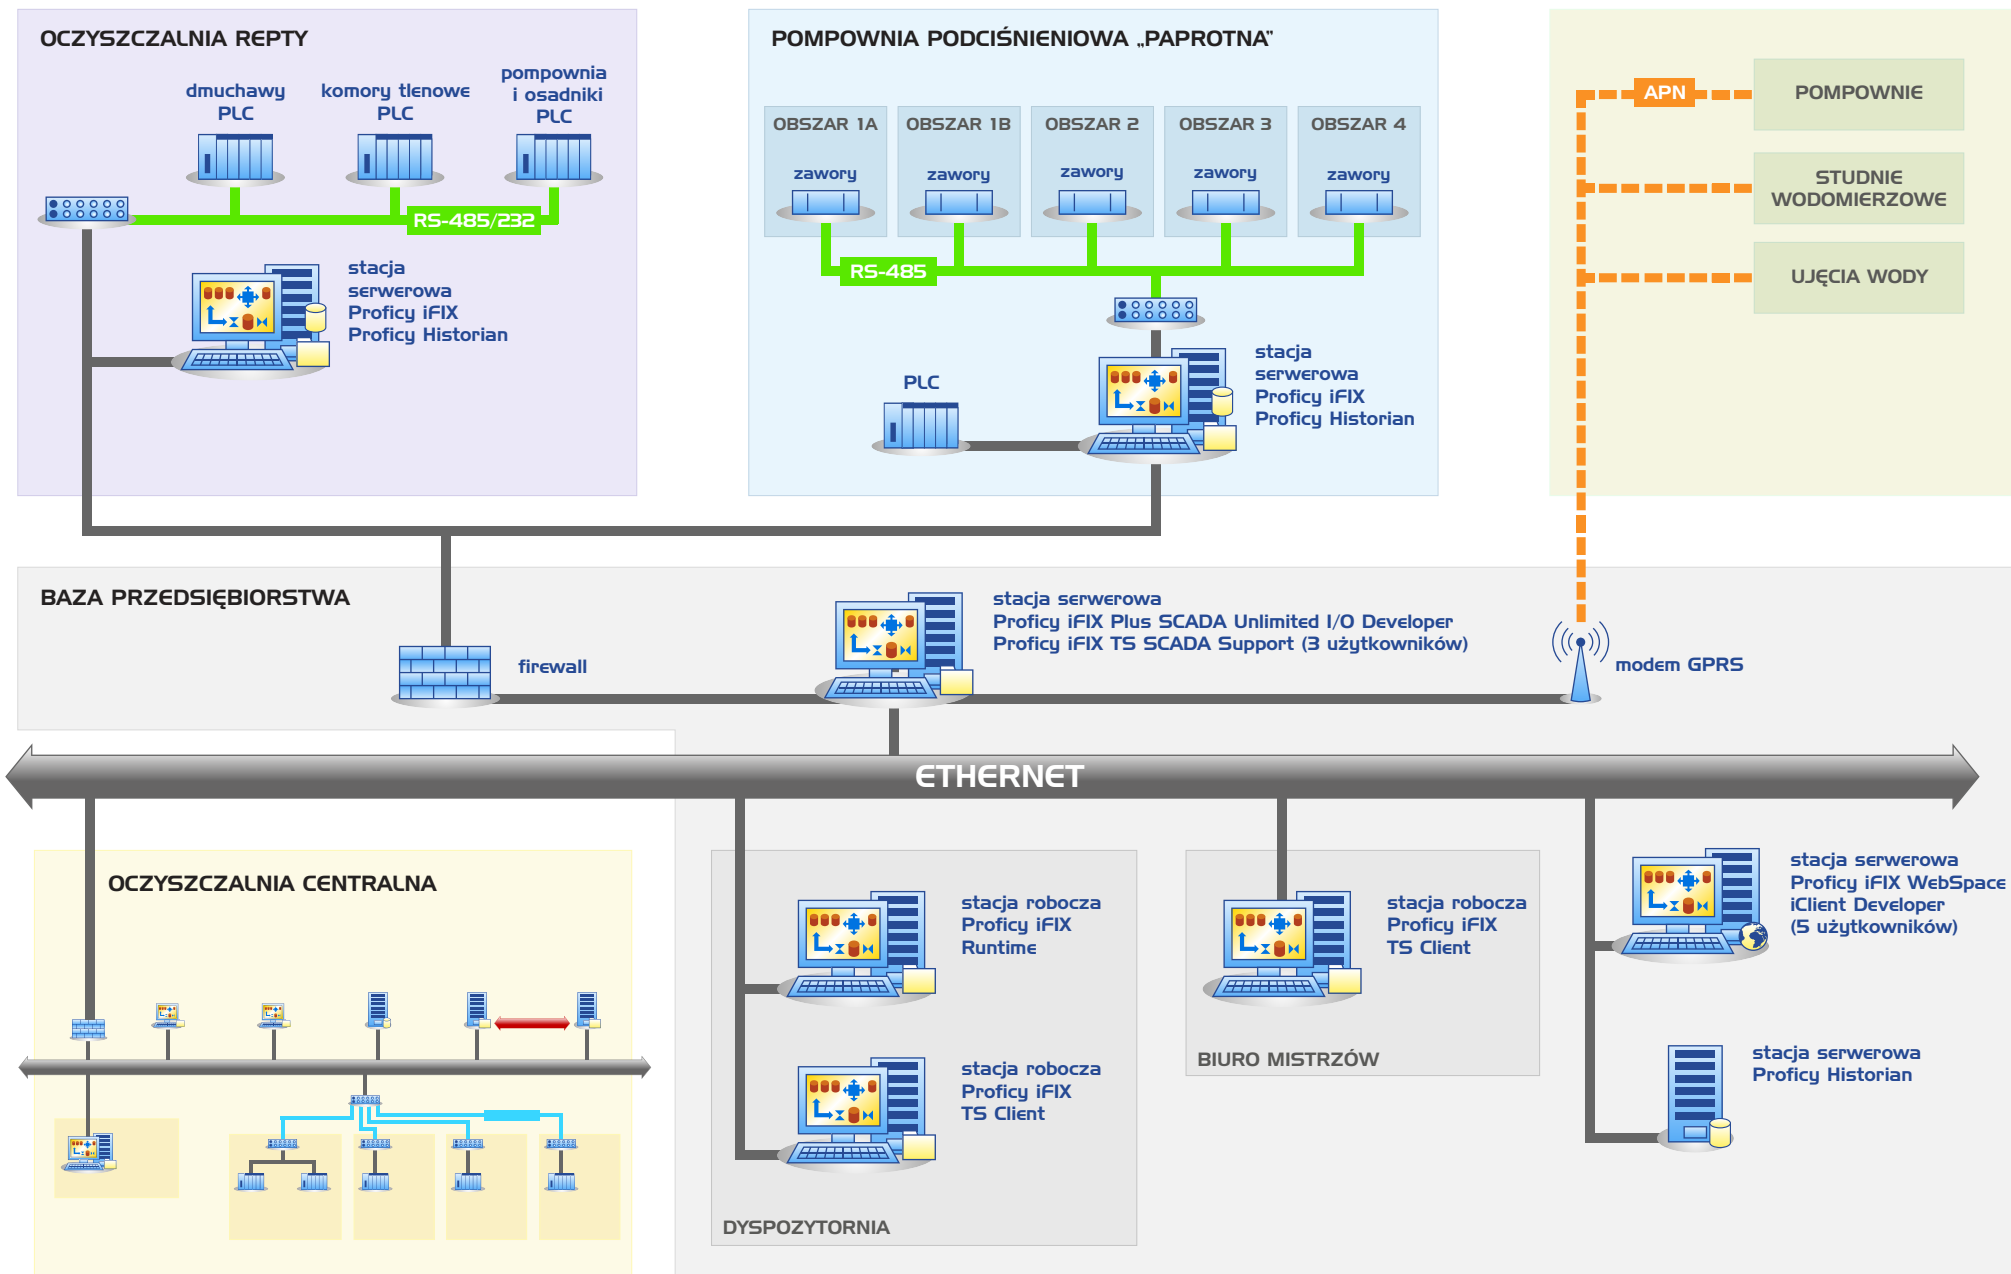 OCZYSZCZALNIA REPTY
dmuchawy
PLC
komory tlenowe
PLC
pompownia
i osadniki
PLC
RS-485/232
stacja
serwerowa
Proficy iFIX
Proficy Historian
POMPOWNIA PODCIŚNIENIOWA „PAPROTNA”
OBSZAR 1A
zawory
OBSZAR 1B
zawory
OBSZAR 2
zawory
OBSZAR 3
zawory
OBSZAR 4
zawory
RS-485
PLC
stacja
serwerowa
Proficy iFIX
Proficy Historian
APN
POMPOWNIE
STUDNIE
WODOMIERZOWE
UJĘCIA WODY
BAZA PRZEDSIĘBIORSTWA
firewall
stacja serwerowa
Proficy iFIX Plus SCADA Unlimited I/O Developer
Proficy iFIX TS SCADA Support (3 użytkowników)
modem GPRS
ETHERNET
OCZYSZCZALNIA CENTRALNA
stacja robocza
Proficy iFIX
Runtime
stacja robocza
Proficy iFIX
TS Client
DYSPOZYTORNIA
stacja robocza
Proficy iFIX
TS Client
BIURO MISTRZÓW
stacja serwerowa
Proficy iFIX WebSpace
iClient Developer
(5 użytkowników)
stacja serwerowa
Proficy Historian